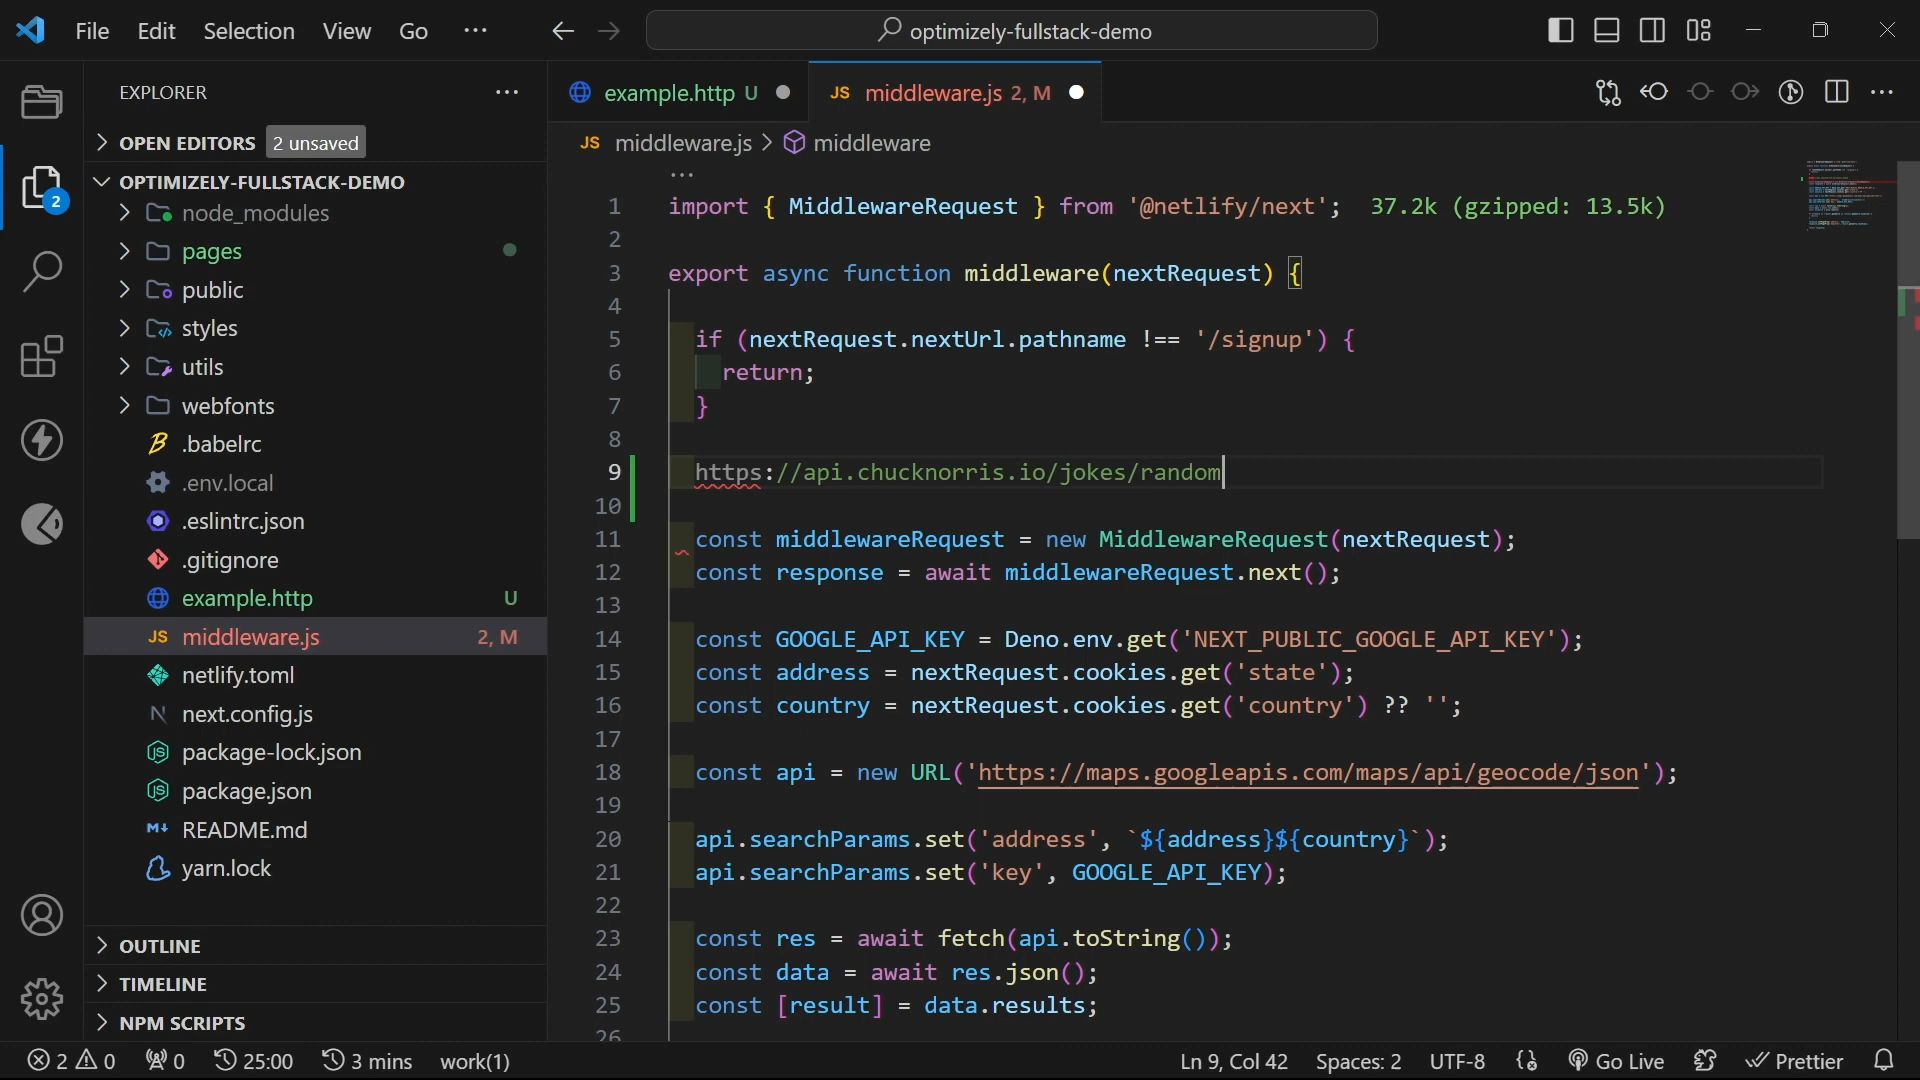 File Edit Selection View Go ··· optimizely-fullstack-demo
EXPLORER ···
OPEN EDITORS 2 unsaved
OPTIMIZELY-FULLSTACK-DEMO
node_modules
pages
public
styles
utils
webfonts
.babelrc
.env.local
.eslintrc.json
.gitignore
example.http U
JS middleware.js 2, M
netlify.toml
next.config.js
package-lock.json
package.json
README.md
yarn.lock
OUTLINE
TIMELINE
NPM SCRIPTS
2
example.http U JS middleware.js 2, M
JS middleware.js > middleware
···
1 import { MiddlewareRequest } from '@netlify/next'; 37.2k (gzipped: 13.5k)
2
3 export async function middleware(nextRequest) {
4
5 if (nextRequest.nextUrl.pathname !== '/signup') {
6 return;
7 }
8
9 https://api.chucknorris.io/jokes/random
10
11 const middlewareRequest = new MiddlewareRequest(nextRequest);
12 const response = await middlewareRequest.next();
13
14 const GOOGLE_API_KEY = Deno.env.get('NEXT_PUBLIC_GOOGLE_API_KEY');
15 const address = nextRequest.cookies.get('state');
16 const country = nextRequest.cookies.get('country') ?? '';
17
18 const api = new URL('https://maps.googleapis.com/maps/api/geocode/json');
19
20 api.searchParams.set('address', `${address}${country}`);
21 api.searchParams.set('key', GOOGLE_API_KEY);
22
23 const res = await fetch(api.toString());
24 const data = await res.json();
25 const [result] = data.results;
26
2 0 0 25:00 3 mins work(1) Ln 9, Col 42 Spaces: 2 UTF-8 Go Live Prettier